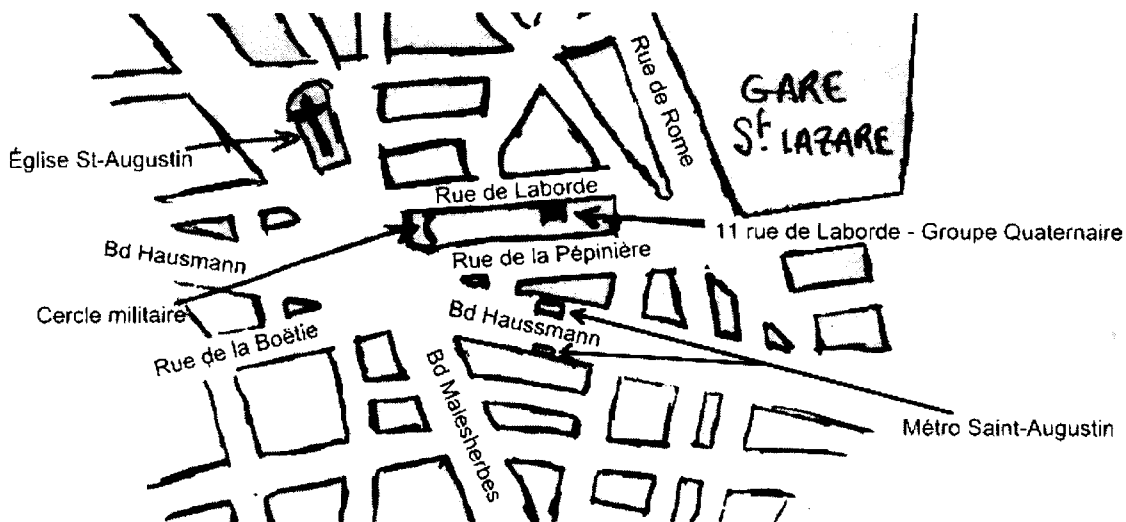 GARE
St LAZARE
Rue de Rome
Église St-Augustin
Rue de Laborde
11 rue de Laborde - Groupe Quaternaire
Bd Hausmann
Rue de la Pépinière
Cercle militaire
Bd Haussmann
Rue de la Boëtie
Bd Malesherbes
Métro Saint-Augustin